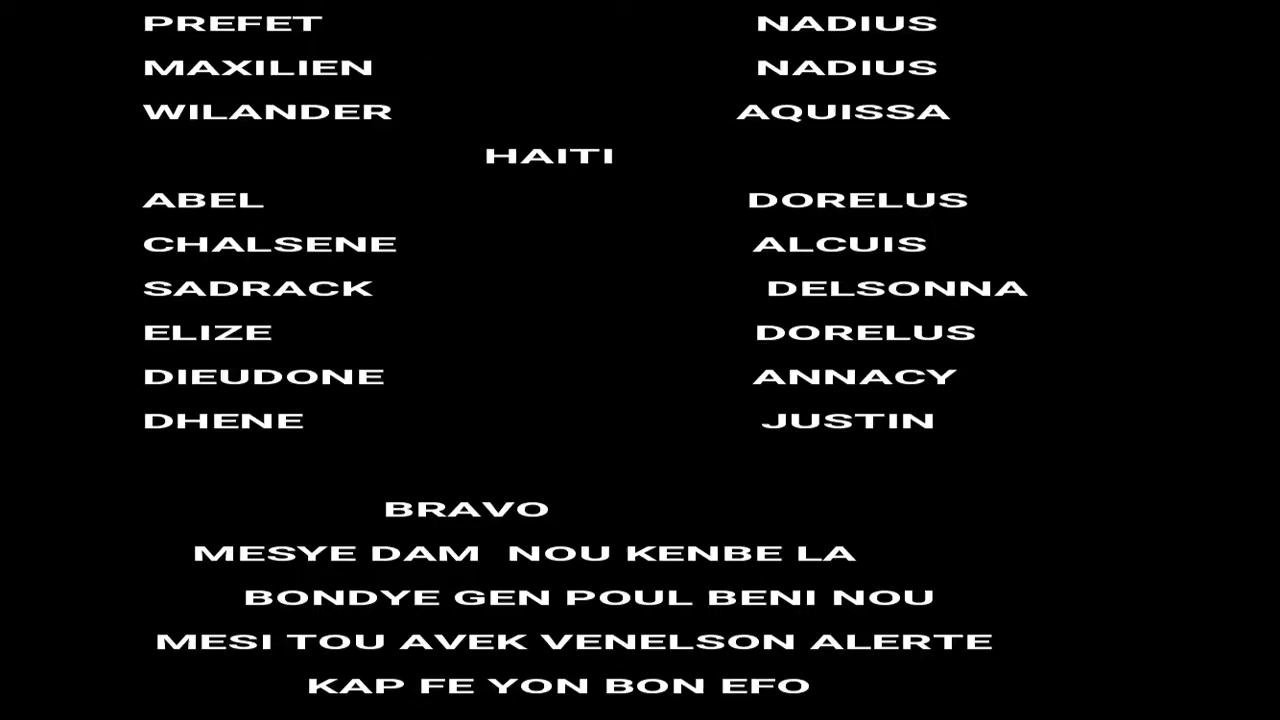 PREFET NADIUS
MAXILIEN NADIUS
WILANDER AQUISSA
HAITI
ABEL DORELUS
CHALSENE ALCUIS
SADRACK DELSONNA
ELIZE DORELUS
DIEUDONE ANNACY
DHENE JUSTIN
BRAVO
MESYE DAM NOU KENBE LA
BONDYE GEN POUL BENI NOU
MESI TOU AVEK VENELSON ALERTE
KAP FE YON BON EFO